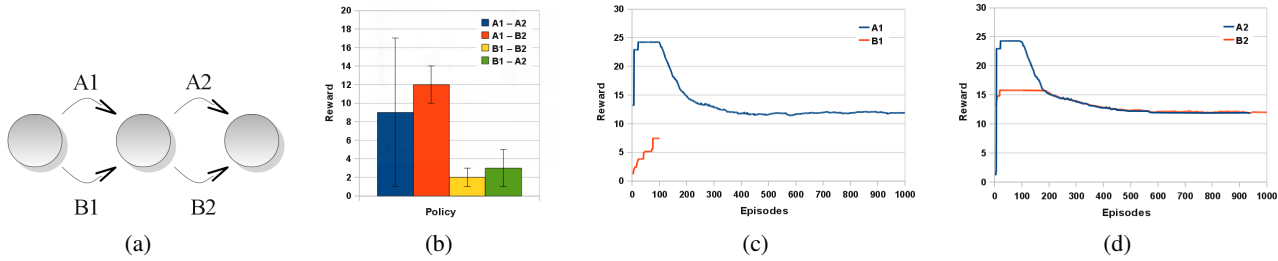 A1 A2
B1 B2
(a)
20
18
16
14
12
10
8
6
4
2
0
Reward
A1 – A2
A1 – B2
B1 – B2
B1 – A2
Policy
(b)
30
25
20
15
10
5
0
Reward
A1
B1
0 100 200 300 400 500 600 700 800 900 1000
Episodes
(c)
30
25
20
15
10
5
0
Reward
A2
B2
0 100 200 300 400 500 600 700 800 900 1000
Episodes
(d)